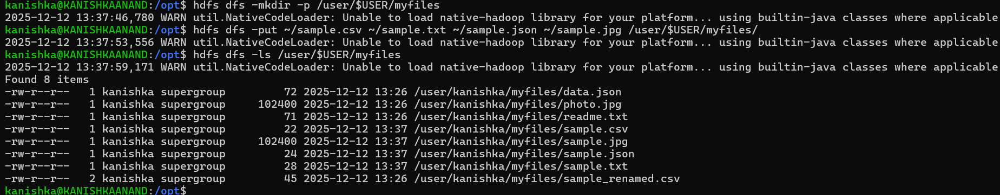 kanishka@KANISHKAANAND:/opt$ hdfs dfs -mkdir -p /user/$USER/myfiles
2025-12-12 13:37:46,780 WARN util.NativeCodeLoader: Unable to load native-hadoop library for your platform... using builtin-java classes where applicable
kanishka@KANISHKAANAND:/opt$ hdfs dfs -put ~/sample.csv ~/sample.txt ~/sample.json ~/sample.jpg /user/$USER/myfiles/
2025-12-12 13:37:53,556 WARN util.NativeCodeLoader: Unable to load native-hadoop library for your platform... using builtin-java classes where applicable
kanishka@KANISHKAANAND:/opt$ hdfs dfs -ls /user/$USER/myfiles
2025-12-12 13:37:59,171 WARN util.NativeCodeLoader: Unable to load native-hadoop library for your platform... using builtin-java classes where applicable
Found 8 items
-rw-r--r--   1 kanishka supergroup         72 2025-12-12 13:26 /user/kanishka/myfiles/data.json
-rw-r--r--   1 kanishka supergroup     102400 2025-12-12 13:26 /user/kanishka/myfiles/photo.jpg
-rw-r--r--   1 kanishka supergroup         71 2025-12-12 13:26 /user/kanishka/myfiles/readme.txt
-rw-r--r--   1 kanishka supergroup         22 2025-12-12 13:37 /user/kanishka/myfiles/sample.csv
-rw-r--r--   1 kanishka supergroup     102400 2025-12-12 13:37 /user/kanishka/myfiles/sample.jpg
-rw-r--r--   1 kanishka supergroup         24 2025-12-12 13:37 /user/kanishka/myfiles/sample.json
-rw-r--r--   1 kanishka supergroup         28 2025-12-12 13:37 /user/kanishka/myfiles/sample.txt
-rw-r--r--   2 kanishka supergroup         45 2025-12-12 13:26 /user/kanishka/myfiles/sample_renamed.csv
kanishka@KANISHKAANAND:/opt$